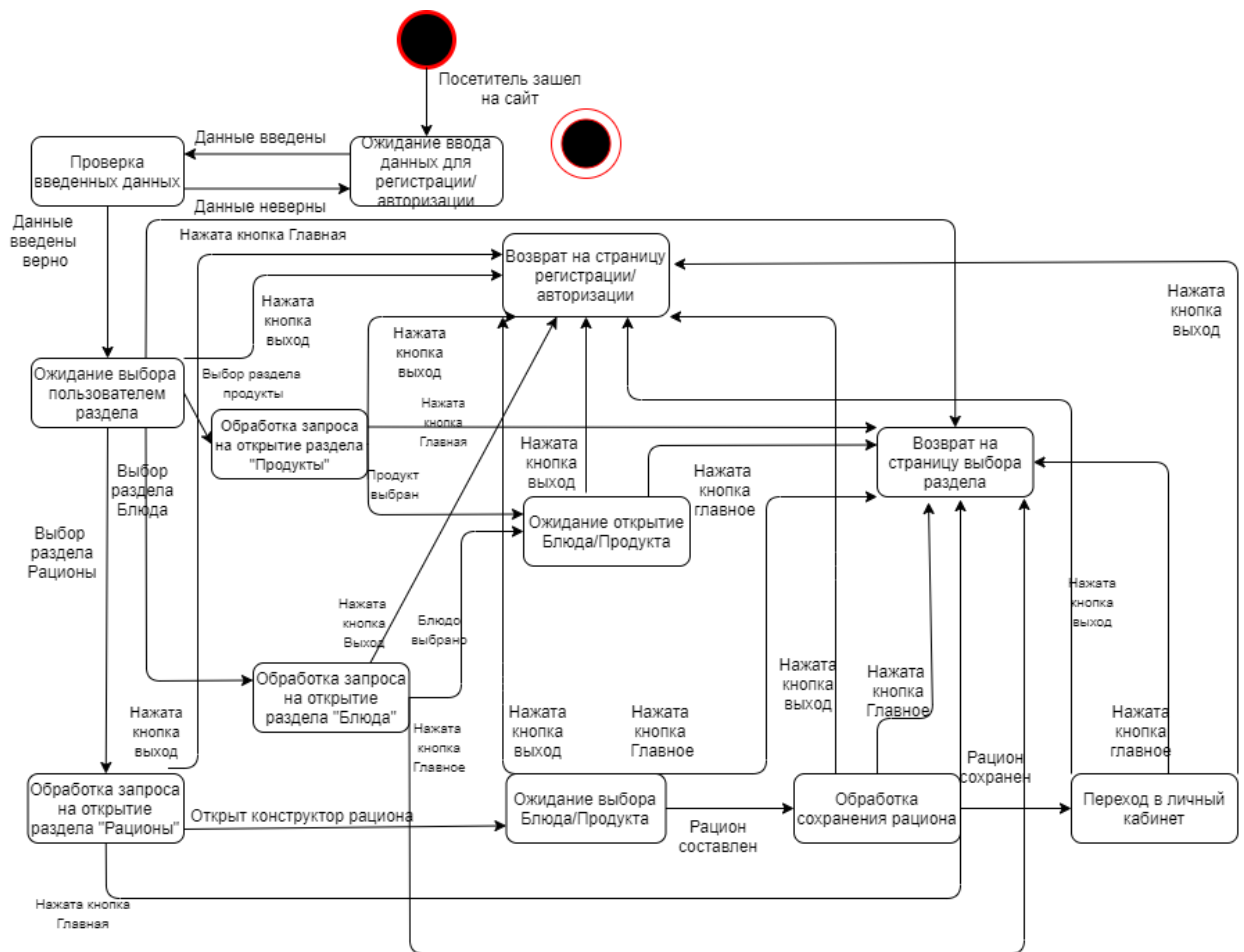 Посетитель зашел
на сайт
Данные введены
Ожидание ввода
данных для
регистрации/
авторизации
Проверка
введенных данных
Данные неверны
Данные
введены
верно
Нажата кнопка Главная
Возврат на страницу
регистрации/
авторизации
Нажата
кнопка
выход
Нажата
кнопка
выход
Нажата
кнопка
выход
Ожидание выбора
пользователем
раздела
Выбор раздела
продукты
Обработка запроса
на открытие раздела
"Продукты"
Нажата
кнопка
Главная
Нажата
кнопка
выход
Возврат на
страницу выбора
раздела
Выбор
раздела
Блюда
Продукт
выбран
Нажата
кнопка
главное
Ожидание открытие
Блюда/Продукта
Выбор
раздела
Рационы
Нажата
кнопка
Выход
Блюдо
выбрано
Нажата
кнопка
выход
Обработка запроса
на открытие
раздела "Блюда"
Нажата
кнопка
выход
Нажата
кнопка
Главное
Нажата
кнопка
выход
Нажата
кнопка
Главное
Нажата
кнопка
выход
Нажата
кнопка
Главное
Нажата
кнопка
главное
Рацион
сохранен
Обработка запроса
на открытие
раздела "Рационы"
Открыт конструктор рациона
Ожидание выбора
Блюда/Продукта
Рацион
составлен
Обработка
сохранения рациона
Переход в личный
кабинет
Нажата кнопка
Главная